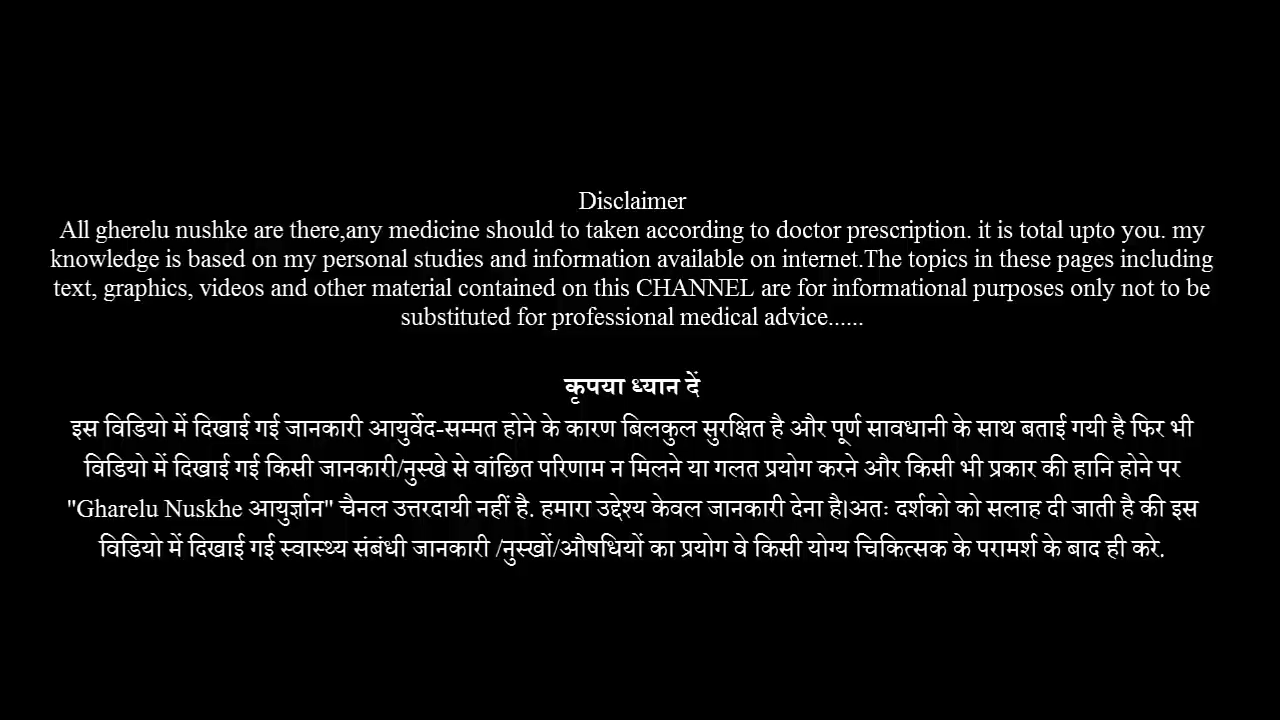 Disclaimer
All gherelu nushke are there,any medicine should to taken according to doctor prescription. it is total upto you. my
knowledge is based on my personal studies and information available on internet.The topics in these pages including
text, graphics, videos and other material contained on this CHANNEL are for informational purposes only not to be
substituted for professional medical advice......
कृपया ध्यान दें
इस विडियो में दिखाई गई जानकारी आयुर्वेद-सम्मत होने के कारण बिलकुल सुरक्षित है और पूर्ण सावधानी के साथ बताई गयी है फिर भी
विडियो में दिखाई गई किसी जानकारी/नुस्खे से वांछित परिणाम न मिलने या गलत प्रयोग करने और किसी भी प्रकार की हानि होने पर
"Gharelu Nuskhe आयुर्ज्ञान" चैनल उत्तरदायी नहीं है. हमारा उद्देश्य केवल जानकारी देना है।अतः दर्शको को सलाह दी जाती है की इस
विडियो में दिखाई गई स्वास्थ्य संबंधी जानकारी /नुस्खों/औषधियों का प्रयोग वे किसी योग्य चिकित्सक के परामर्श के बाद ही करे.